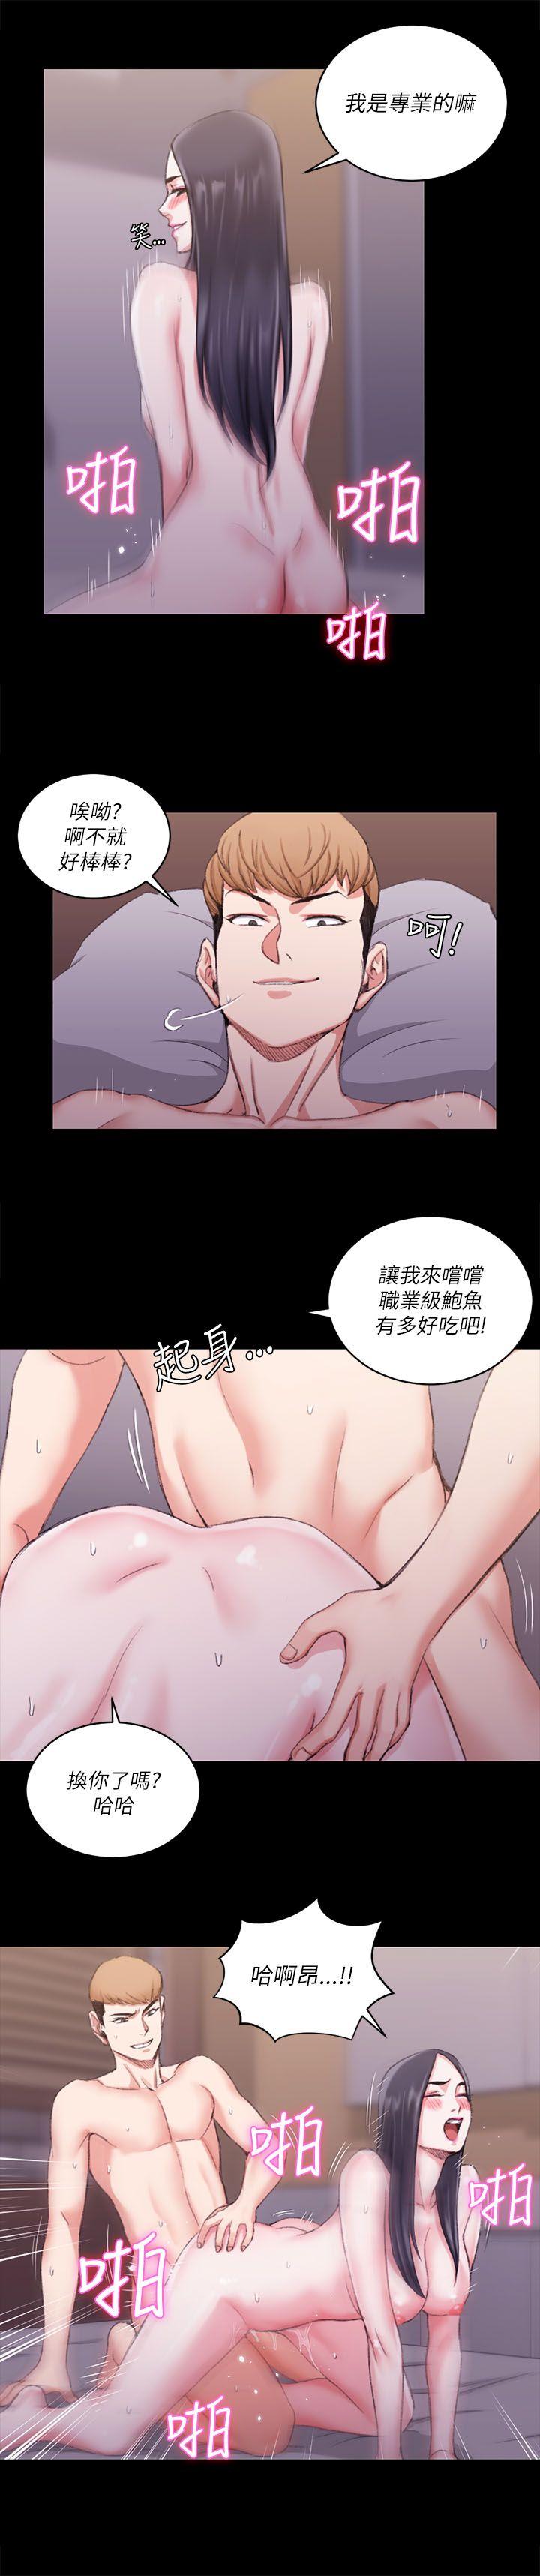 我是專業的嘛
笑...
啪
啪
啪
唉呦?
啊不就
好棒棒?
呵!
讓我來嚐嚐
職業級鮑魚
有多好吃吧!
起身...
換你了嗎?
哈哈
哈啊昂...!!
啪
啪
啪
啪